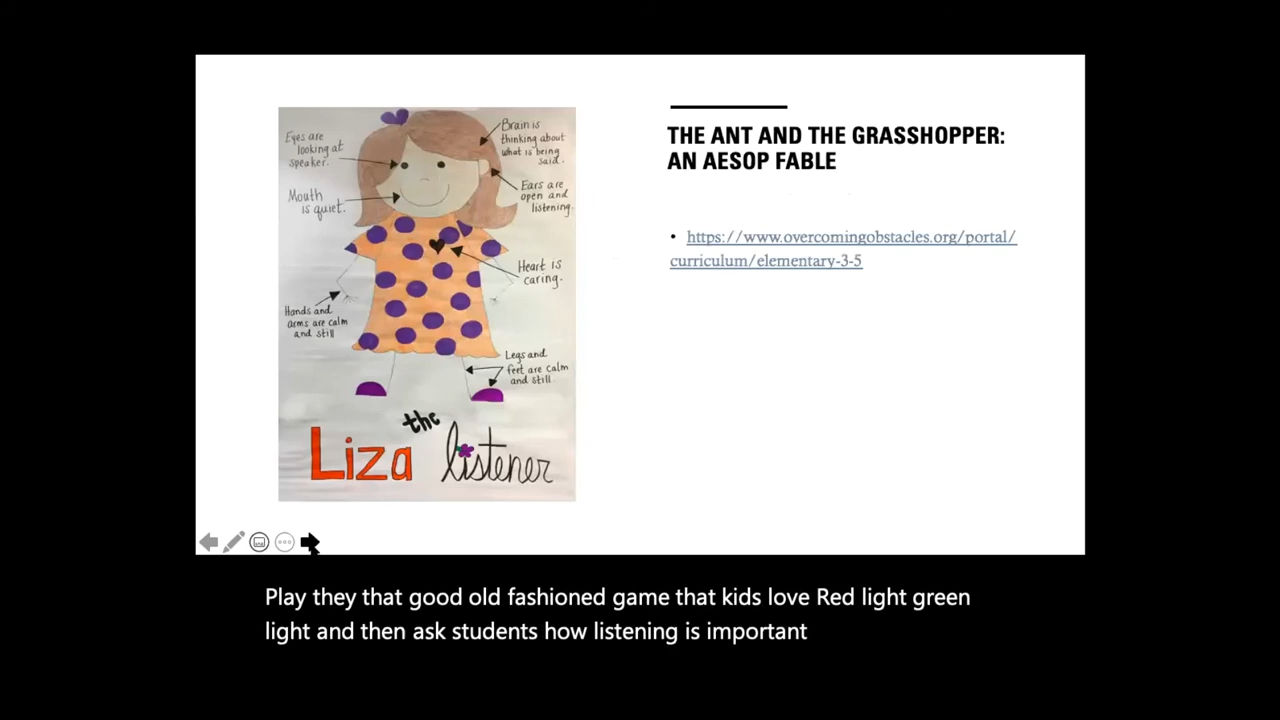 Eyes are
looking at
speaker.
Mouth
is quiet.
Hands and
arms are calm
and still
Brain is
thinking about
what is being
said.
Ears are
open and
listening.
Heart is
caring.
Legs and
feet are calm
and still
Liza the listener
THE ANT AND THE GRASSHOPPER:
AN AESOP FABLE
• https://www.overcomingobstacles.org/portal/
curriculum/elementary-3-5
Play they that good old fashioned game that kids love Red light green
light and then ask students how listening is important